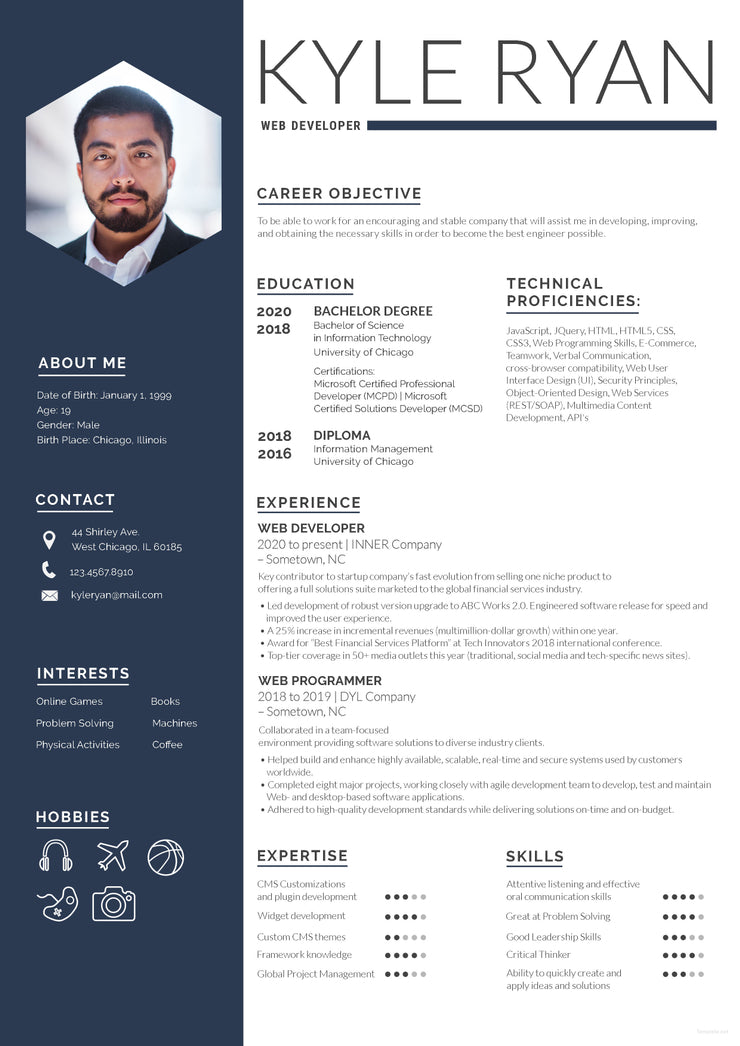 KYLE RYAN
WEB DEVELOPER
ABOUT ME
Date of Birth: January 1, 1999
Age: 19
Gender: Male
Birth Place: Chicago, Illinois
CONTACT
44 Shirley Ave.
West Chicago, IL 60185
123.4567.8910
kyleryan@mail.com
INTERESTS
Online Games Books
Problem Solving Machines
Physical Activities Coffee
HOBBIES
CAREER OBJECTIVE
To be able to work for an encouraging and stable company that will assist me in developing, improving,
and obtaining the necessary skills in order to become the best engineer possible.
EDUCATION
2020
2018
BACHELOR DEGREE
Bachelor of Science
in Information Technology
University of Chicago
Certifications:
Microsoft Certified Professional
Developer (MCPD) | Microsoft
Certified Solutions Developer (MCSD)
2018
2016
DIPLOMA
Information Management
University of Chicago
TECHNICAL
PROFICIENCIES:
JavaScript, JQuery, HTML, HTML5, CSS,
CSS3, Web Programming Skills, E-Commerce,
Teamwork, Verbal Communication,
cross-browser compatibility, Web User
Interface Design (UI), Security Principles,
Object-Oriented Design, Web Services
(REST/SOAP), Multimedia Content
Development, API's
EXPERIENCE
WEB DEVELOPER
2020 to present | INNER Company
– Sometown, NC
Key contributor to startup company's fast evolution from selling one niche product to
offering a full solutions suite marketed to the global financial services industry.
• Led development of robust version upgrade to ABC Works 2.0. Engineered software release for speed and
improved the user experience.
• A 25% increase in incremental revenues (multimillion-dollar growth) within one year.
• Award for "Best Financial Services Platform" at Tech Innovators 2018 international conference.
• Top-tier coverage in 50+ media outlets this year (traditional, social media and tech-specific news sites).
WEB PROGRAMMER
2018 to 2019 | DYL Company
– Sometown, NC
Collaborated in a team-focused
environment providing software solutions to diverse industry clients.
• Helped build and enhance highly available, scalable, real-time and secure systems used by customers
worldwide.
• Completed eight major projects, working closely with agile development team to develop, test and maintain
Web- and desktop-based software applications.
• Adhered to high-quality development standards while delivering solutions on-time and on-budget.
EXPERTISE
CMS Customizations
and plugin development
Widget development
Custom CMS themes
Framework knowledge
Global Project Management
SKILLS
Attentive listening and effective
oral communication skills
Great at Problem Solving
Good Leadership Skills
Critical Thinker
Ability to quickly create and
apply ideas and solutions